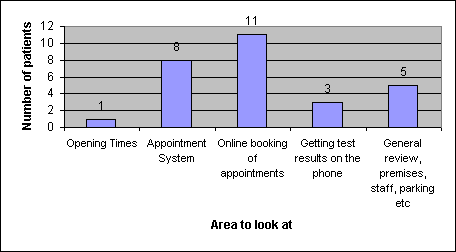 12
10
8
6
4
2
0
Number of patients
1
8
11
3
5
Opening Times
Appointment
System
Online booking
of
appointments
Getting test
results on the
phone
General
review,
premises,
staff, parking
etc
Area to look at